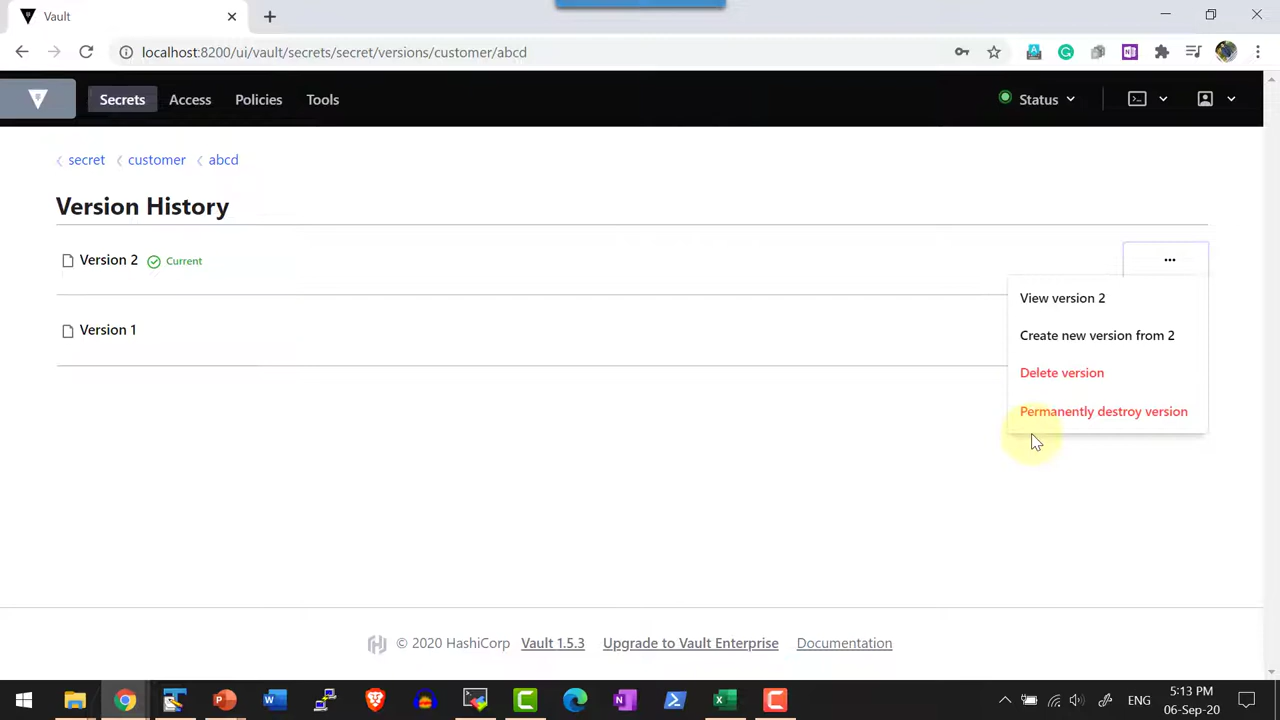 Vault
localhost:8200/ui/vault/secrets/secret/versions/customer/abcd
Secrets Access Policies Tools Status
secret customer abcd
Version History
Version 2 Current
View version 2
Create new version from 2
Version 1
Delete version
Permanently destroy version
© 2020 HashiCorp Vault 1.5.3 Upgrade to Vault Enterprise Documentation
ENG
5:13 PM
06-Sep-20